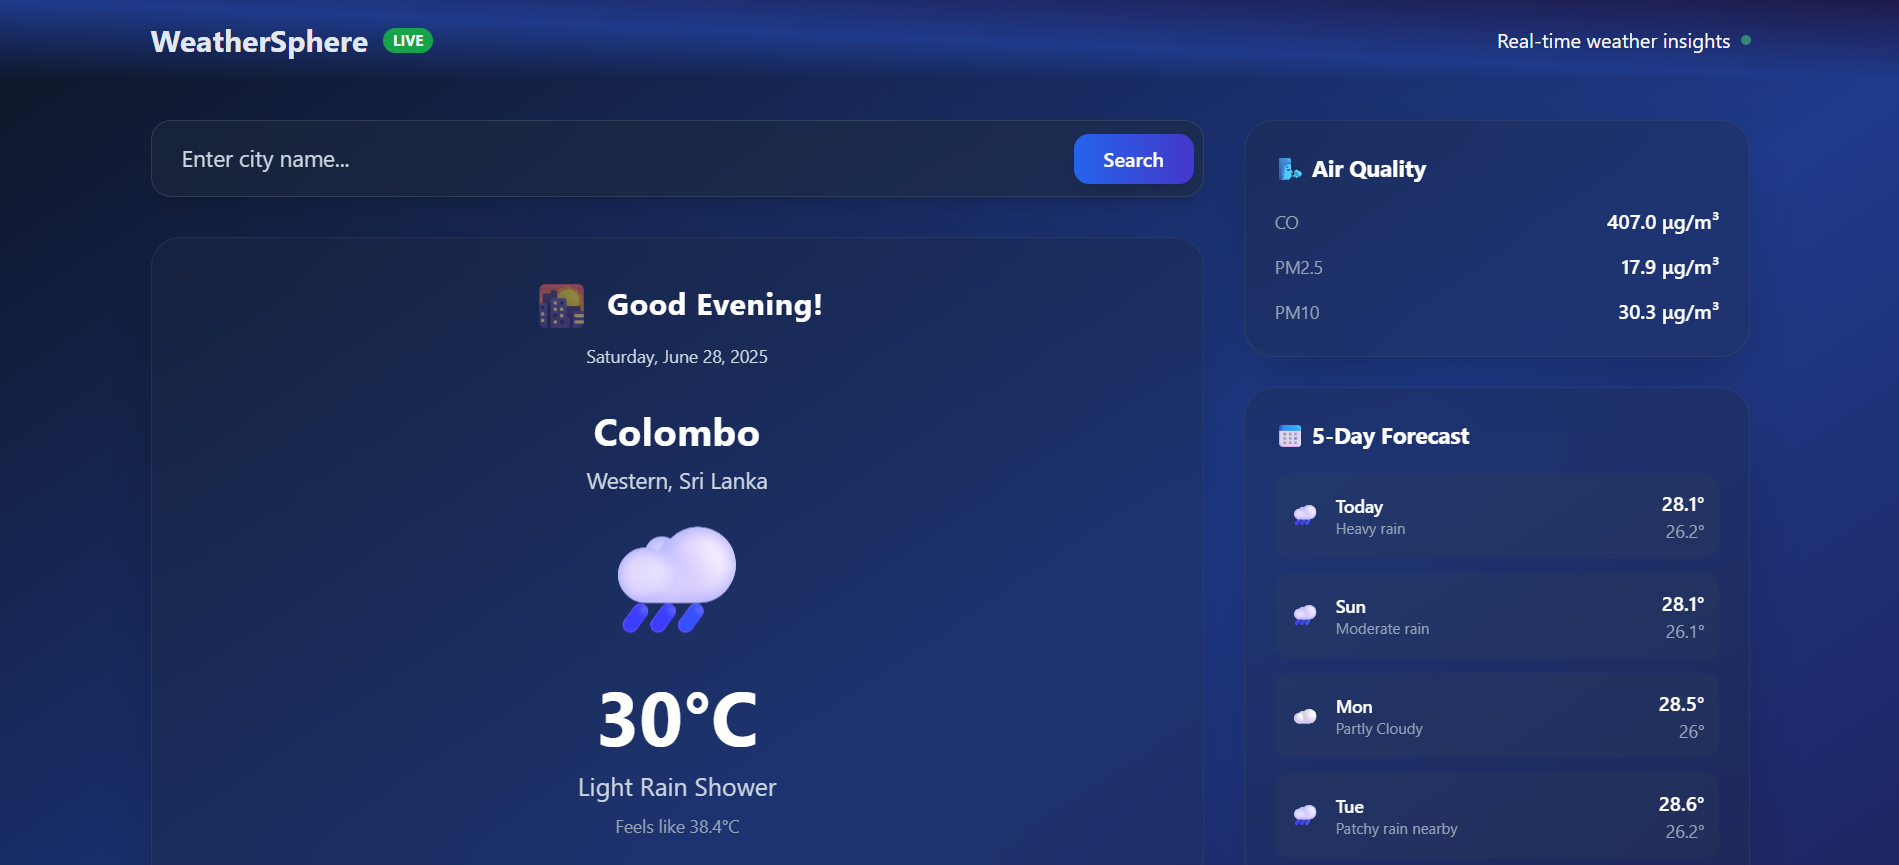 WeatherSphere LIVE
Real-time weather insights
Enter city name...
Search
Good Evening!
Saturday, June 28, 2025
Colombo
Western, Sri Lanka
30°C
Light Rain Shower
Feels like 38.4°C
Air Quality
CO 407.0 µg/m³
PM2.5 17.9 µg/m³
PM10 30.3 µg/m³
5-Day Forecast
Today 28.1°
Heavy rain 26.2°
Sun 28.1°
Moderate rain 26.1°
Mon 28.5°
Partly Cloudy 26°
Tue 28.6°
Patchy rain nearby 26.2°